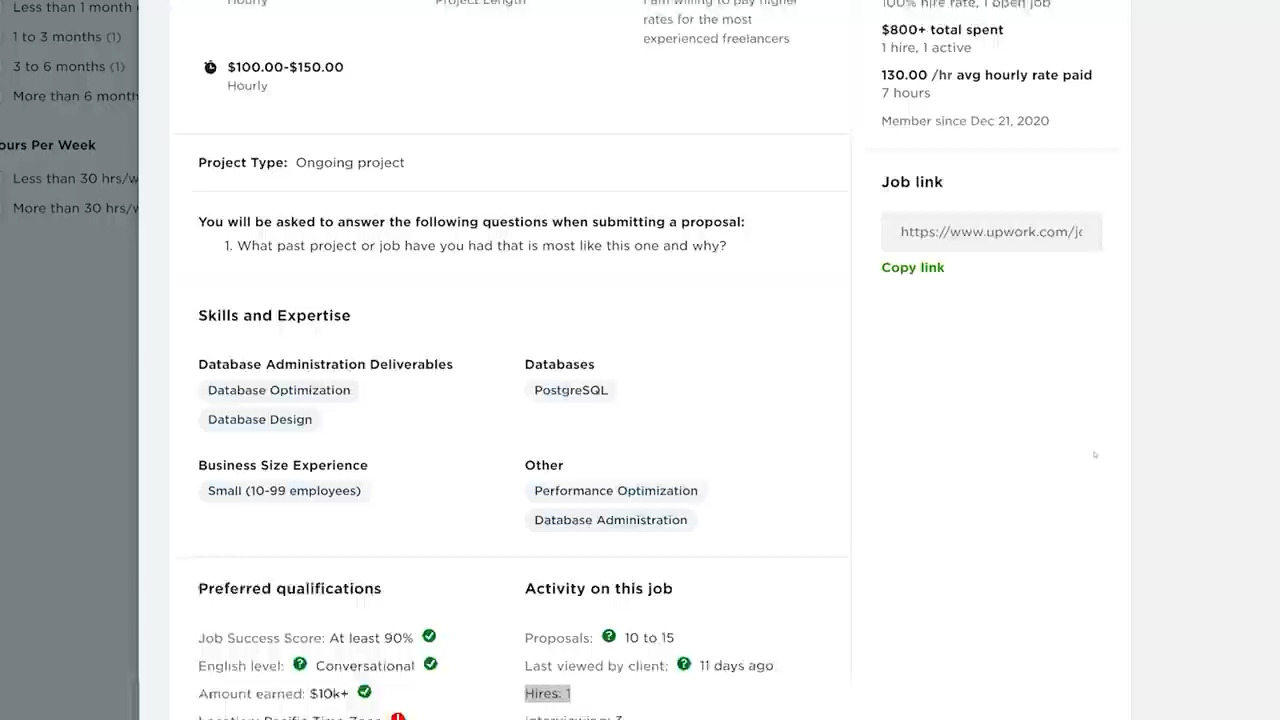 Less than 1 month
1 to 3 months (1)
3 to 6 months (1)
More than 6 month
ours Per Week
Less than 30 hrs/w
More than 30 hrs/w
Hourly
Project Length
I am willing to pay higher
rates for the most
experienced freelancers
$100.00-$150.00
Hourly
Project Type: Ongoing project
You will be asked to answer the following questions when submitting a proposal:
1. What past project or job have you had that is most like this one and why?
Skills and Expertise
Database Administration Deliverables
Database Optimization
Database Design
Databases
PostgreSQL
Business Size Experience
Small (10-99 employees)
Other
Performance Optimization
Database Administration
Preferred qualifications
Job Success Score: At least 90%
English level: ? Conversational
Amount earned: $10k+
Location: Pacific Time Zone
Activity on this job
Proposals: ? 10 to 15
Last viewed by client: ? 11 days ago
Hires: 1
Interviewing: 3
100% hire rate, 1 open job
$800+ total spent
1 hire, 1 active
130.00 /hr avg hourly rate paid
7 hours
Member since Dec 21, 2020
Job link
https://www.upwork.com/jo
Copy link